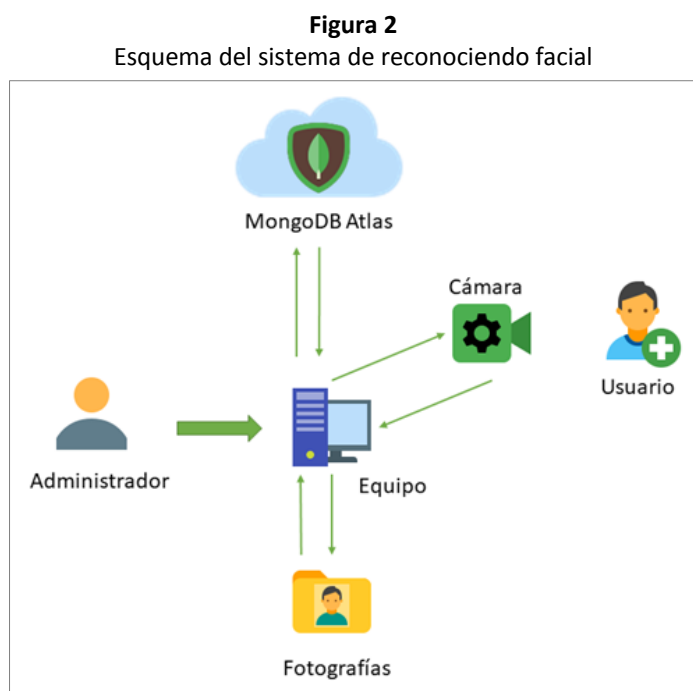 Figura 2
Esquema del sistema de reconociendo facial
MongoDB Atlas
Cámara
Usuario
Administrador
Equipo
Fotografías